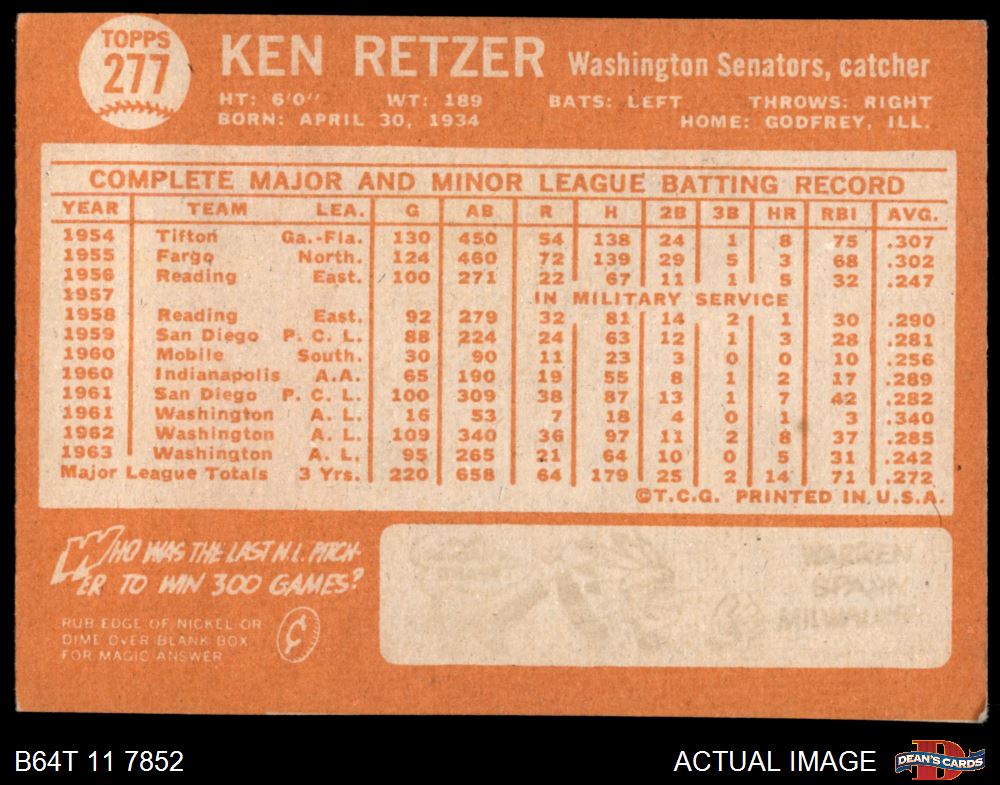 TOPPS
277
KEN RETZER Washington Senators, catcher
HT: 6'0" WT: 189 BATS: LEFT THROWS: RIGHT
BORN: APRIL 30, 1934 HOME: GODFREY, ILL.
COMPLETE MAJOR AND MINOR LEAGUE BATTING RECORD
YEAR TEAM LEA. G AB R H 2B 3B HR RBI AVG.
1954 Tifton Ga.-Fla. 130 450 54 138 24 1 8 75 .307
1955 Fargo North. 124 460 72 139 29 5 3 68 .302
1956 Reading East. 100 271 22 67 11 1 5 32 .247
1957 IN MILITARY SERVICE
1958 Reading East. 92 279 32 81 14 2 1 30 .290
1959 San Diego P. C. L. 88 224 24 63 12 1 3 28 .281
1960 Mobile South. 30 90 11 23 3 0 0 10 .256
1960 Indianapolis A.A. 65 190 19 55 8 1 2 17 .289
1961 San Diego P. C. L. 100 309 38 87 13 1 7 42 .282
1961 Washington A. L. 16 53 7 18 4 0 1 3 .340
1962 Washington A. L. 109 340 36 97 11 2 8 37 .285
1963 Washington A. L. 95 265 21 64 10 0 5 31 .242
Major League Totals 3 Yrs. 220 658 64 179 25 2 14 71 .272
©T.C.G. PRINTED IN U.S.A.
WHO WAS THE LAST N.L. PITCH-
ER TO WIN 300 GAMES?
RUB EDGE OF NICKEL OR
DIME OVER BLANK BOX
FOR MAGIC ANSWER
¢
WARREN
SPAHN
MILWAUKEE
B64T 11 7852 ACTUAL IMAGE
D
DEAN'S CARDS